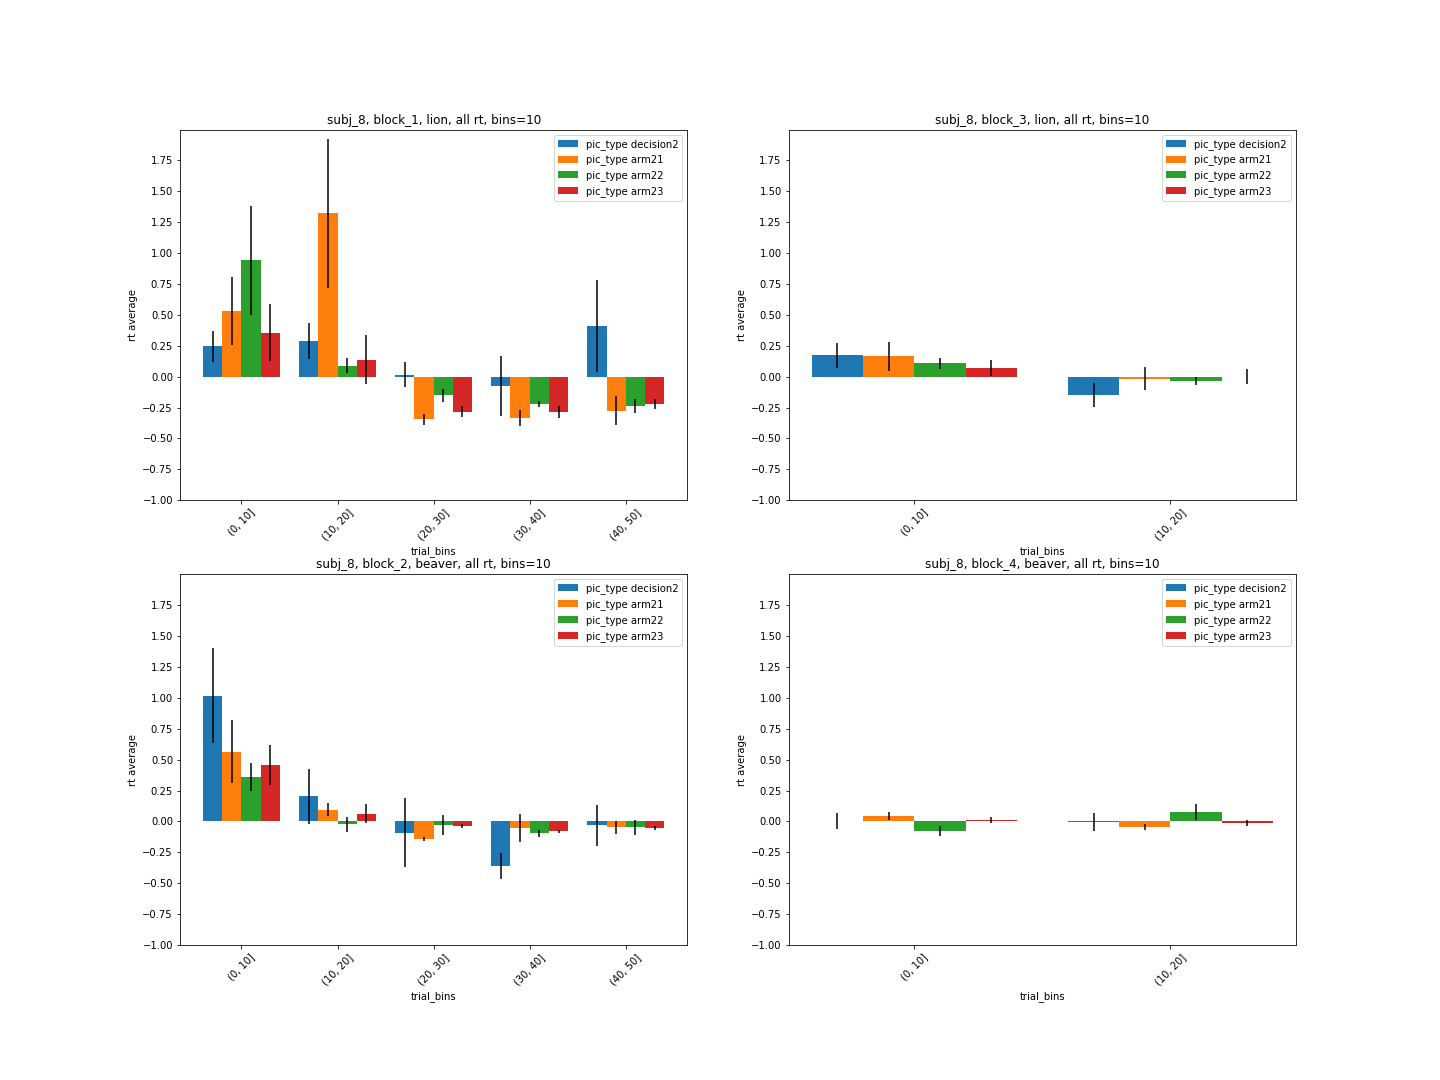 subj_8, block_1, lion, all rt, bins=10
pic_type decision2
pic_type arm21
pic_type arm22
pic_type arm23
1.75
1.50
1.25
1.00
0.75
0.50
0.25
0.00
−0.25
−0.50
−0.75
−1.00
rt average
(0, 10]
(10, 20]
(20, 30]
(30, 40]
(40, 50]
trial_bins
subj_8, block_3, lion, all rt, bins=10
pic_type decision2
pic_type arm21
pic_type arm22
pic_type arm23
1.75
1.50
1.25
1.00
0.75
0.50
0.25
0.00
−0.25
−0.50
−0.75
−1.00
rt average
(0, 10]
(10, 20]
trial_bins
subj_8, block_2, beaver, all rt, bins=10
pic_type decision2
pic_type arm21
pic_type arm22
pic_type arm23
1.75
1.50
1.25
1.00
0.75
0.50
0.25
0.00
−0.25
−0.50
−0.75
−1.00
rt average
(0, 10]
(10, 20]
(20, 30]
(30, 40]
(40, 50]
trial_bins
subj_8, block_4, beaver, all rt, bins=10
pic_type decision2
pic_type arm21
pic_type arm22
pic_type arm23
1.75
1.50
1.25
1.00
0.75
0.50
0.25
0.00
−0.25
−0.50
−0.75
−1.00
rt average
(0, 10]
(10, 20]
trial_bins